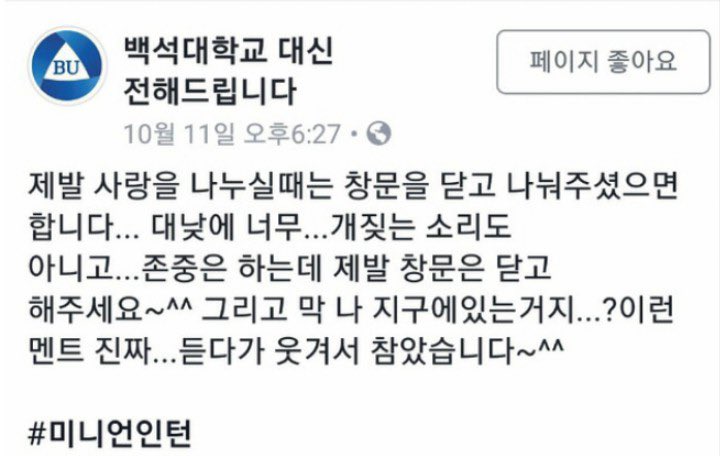 BU
백석대학교 대신
전해드립니다
페이지 좋아요
10월 11일 오후6:27 ·
제발 사랑을 나누실때는 창문을 닫고 나눠주셨으면
합니다... 대낮에 너무...개짖는 소리도
아니고...존중은 하는데 제발 창문은 닫고
해주세요~^^ 그리고 막 나 지구에있는거지...?이런
멘트 진짜...듣다가 웃겨서 참았습니다~^^
#미니언인턴